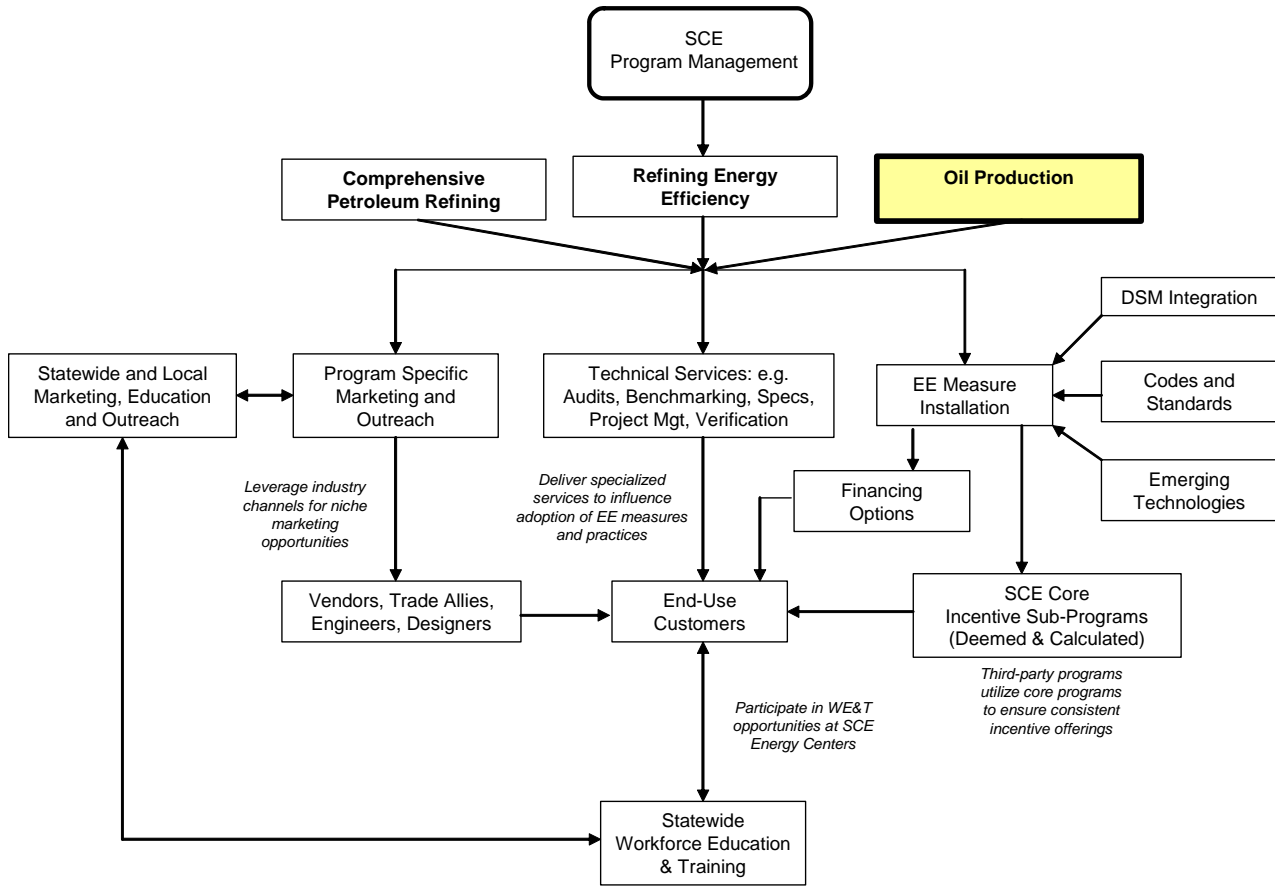 SCE
Program Management
Comprehensive
Petroleum Refining
Refining Energy
Efficiency
Oil Production
DSM Integration
Statewide and Local
Marketing, Education
and Outreach
Program Specific
Marketing and
Outreach
Technical Services: e.g.
Audits, Benchmarking, Specs,
Project Mgt, Verification
EE Measure
Installation
Codes and
Standards
Emerging
Technologies
Leverage industry
channels for niche
marketing
opportunities
Deliver specialized
services to influence
adoption of EE measures
and practices
Financing
Options
Vendors, Trade Allies,
Engineers, Designers
End-Use
Customers
SCE Core
Incentive Sub-Programs
(Deemed & Calculated)
Third-party programs
utilize core programs
to ensure consistent
incentive offerings
Participate in WE&T
opportunities at SCE
Energy Centers
Statewide
Workforce Education
& Training